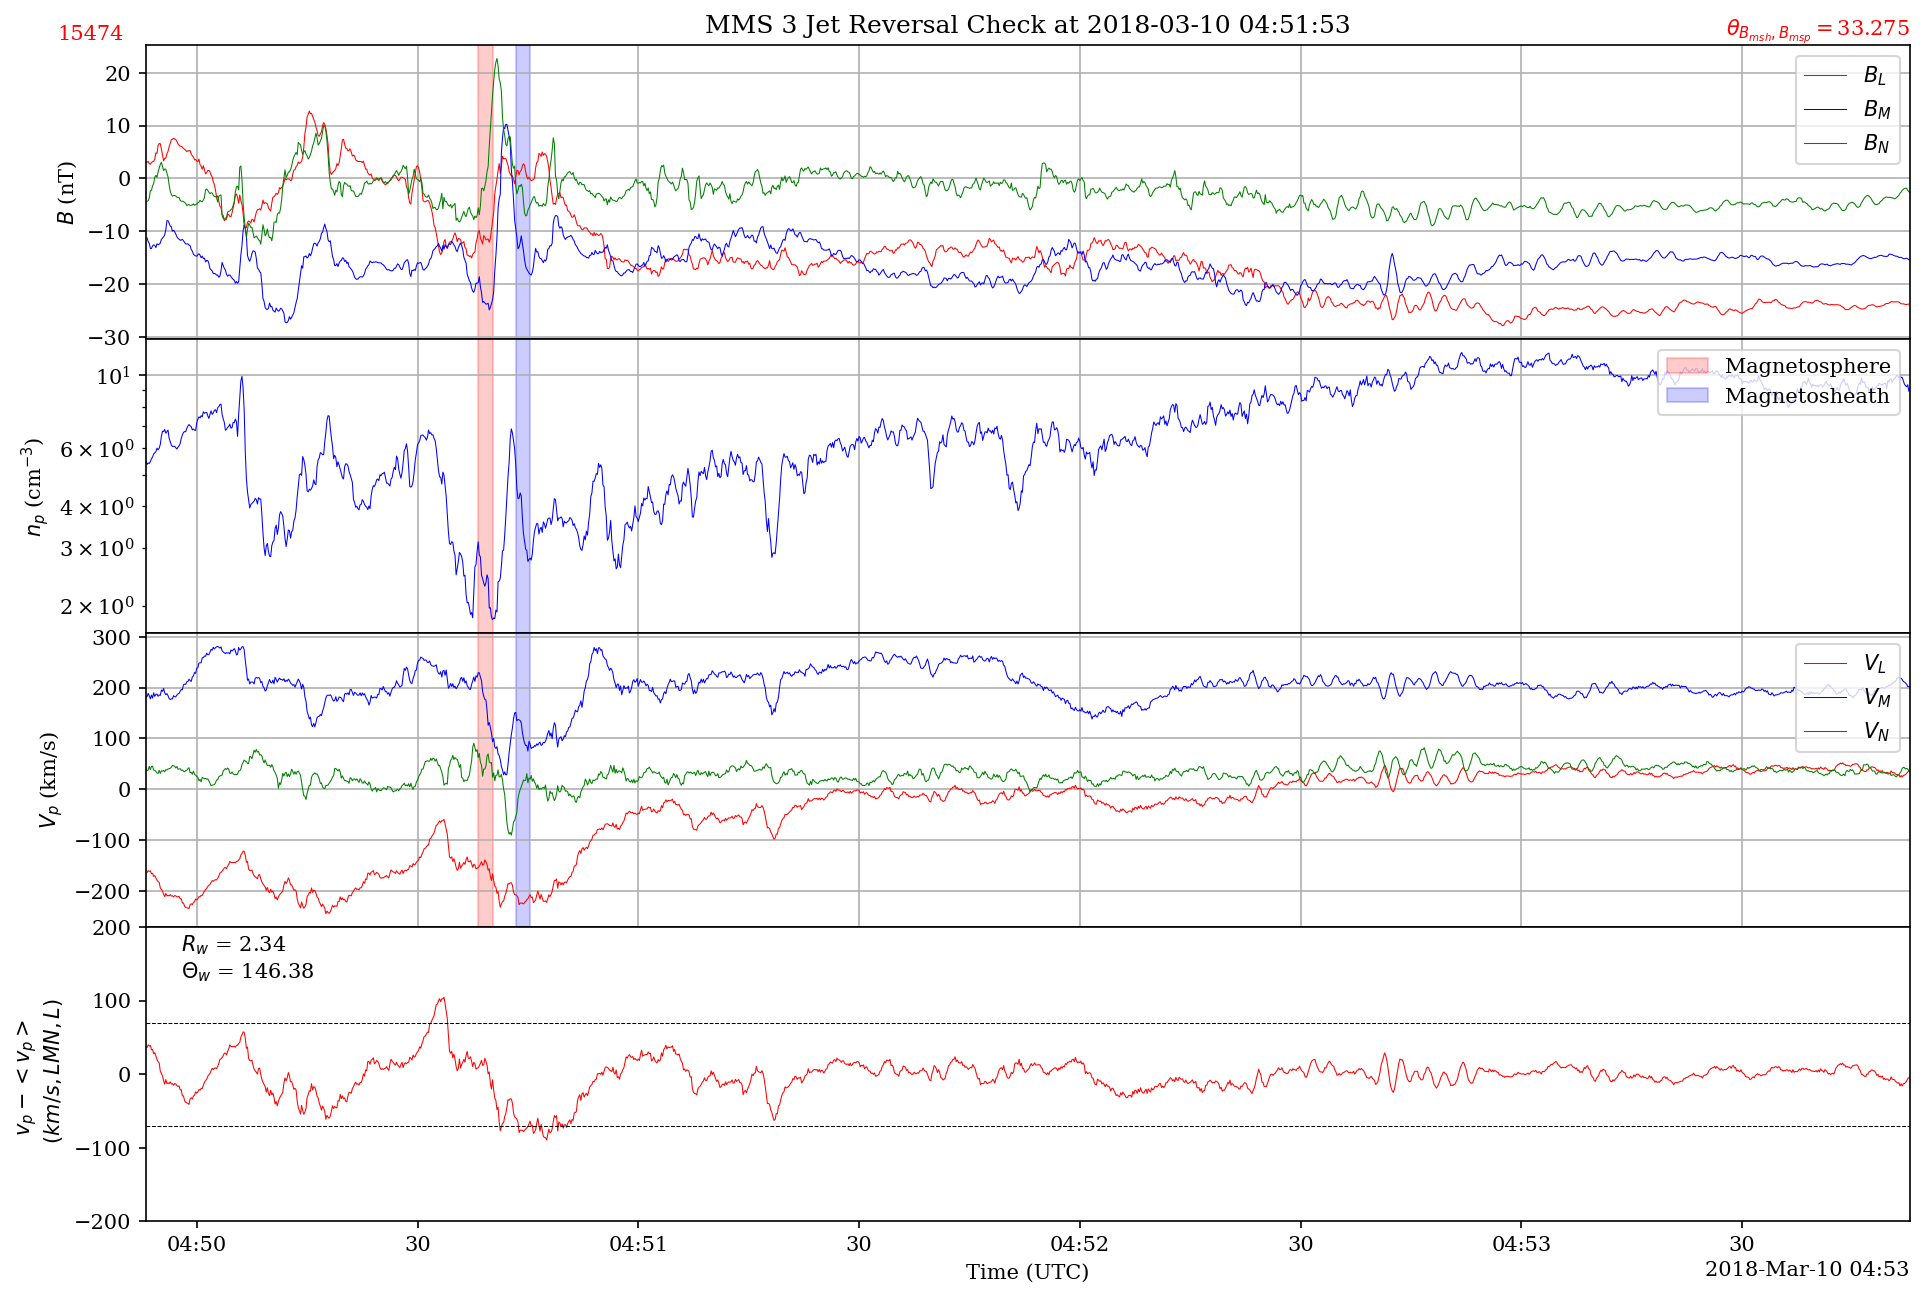 MMS 3 Jet Reversal Check at 2018-03-10 04:51:53
15474
θ_{B_{msh}, B_{msp}} = 33.275
20
10
0
−10
−20
−30
B (nT)
B_L
B_M
B_N
10^1
6 × 10^0
4 × 10^0
3 × 10^0
2 × 10^0
n_p (cm^{−3})
Magnetosphere
Magnetosheath
300
200
100
0
−100
−200
V_p (km/s)
V_L
V_M
V_N
200
100
0
−100
−200
v_p − < v_p >
(km/s, LMN, L)
R_w = 2.34
Θ_w = 146.38
04:50
30
04:51
30
04:52
30
04:53
30
Time (UTC)
2018-Mar-10 04:53